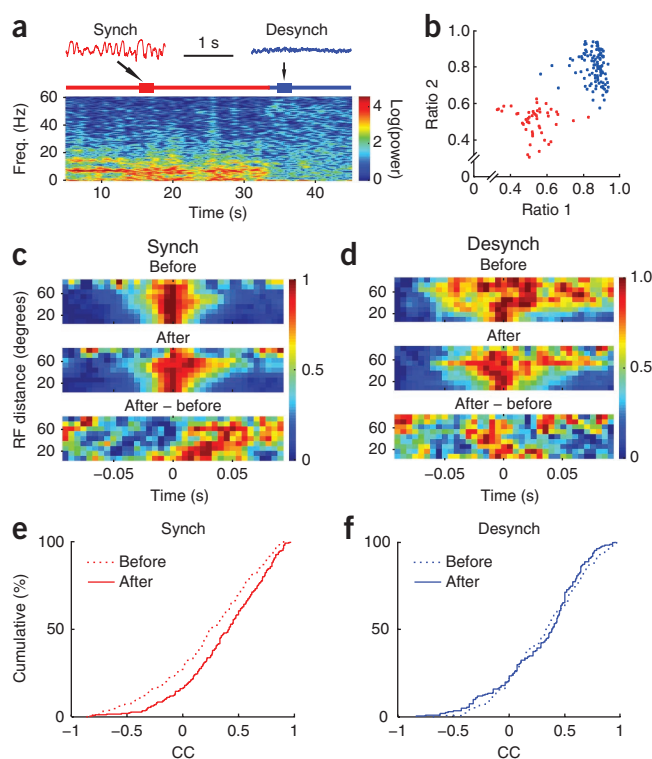 a
Synch
1 s
Desynch
60
40
20
0
Freq. (Hz)
10
20
30
40
Time (s)
4
2
0
Log(power)
b
1.0
0.8
0.6
0.4
0
Ratio 2
0
0.4
0.6
0.8
1.0
Ratio 1
c
Synch
Before
60
20
After
60
20
After – before
60
20
RF distance (degrees)
−0.05
0
0.05
Time (s)
1
0.5
0
d
Desynch
Before
60
20
After
60
20
After – before
60
20
−0.05
0
0.05
Time (s)
1.0
0.5
0
e
Synch
Before
After
100
50
0
Cumulative (%)
−1
−0.5
0
0.5
1
CC
f
Desynch
Before
After
100
50
0
−1
−0.5
0
0.5
1
CC